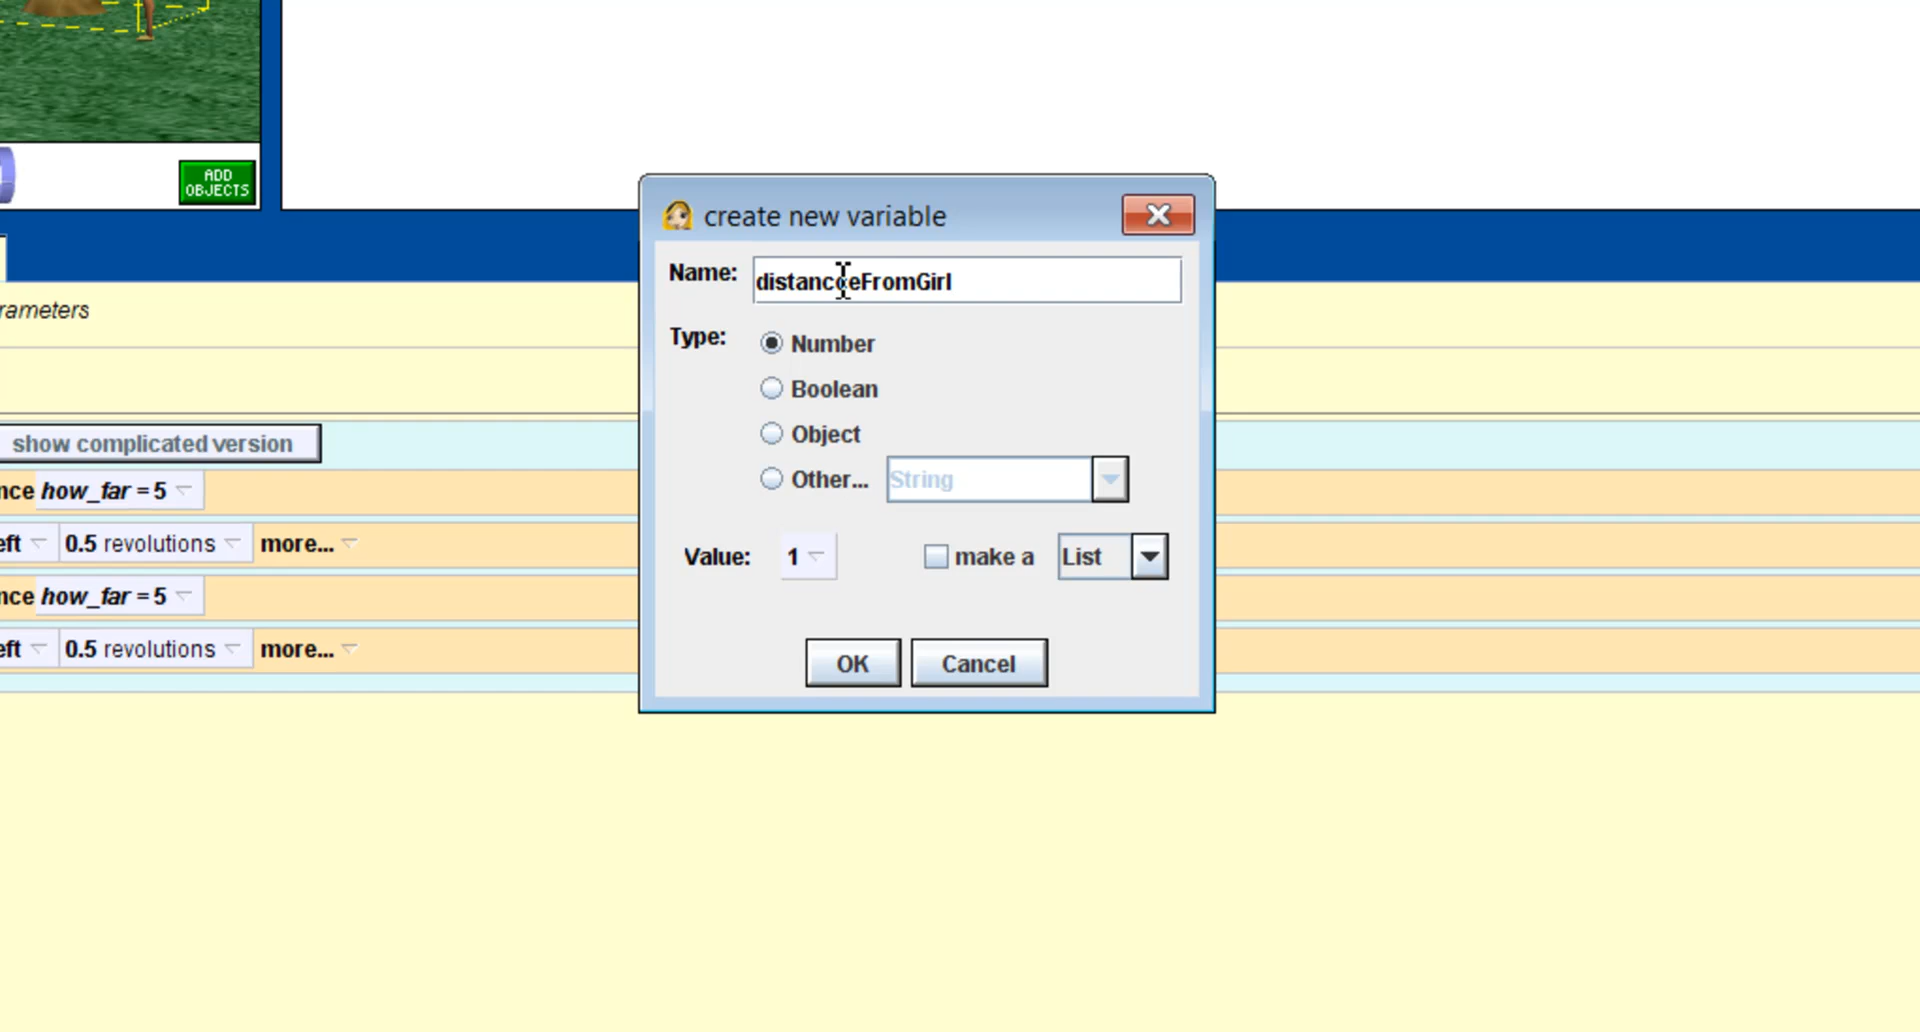 ADD
OBJECTS
create new variable
Name:
rameters
Type:
Number
Boolean
Object
Other... String
show complicated version
nce how_far = 5
eft 0.5 revolutions more...
Value: 1 make a List
nce how_far = 5
eft 0.5 revolutions more...
OK Cancel